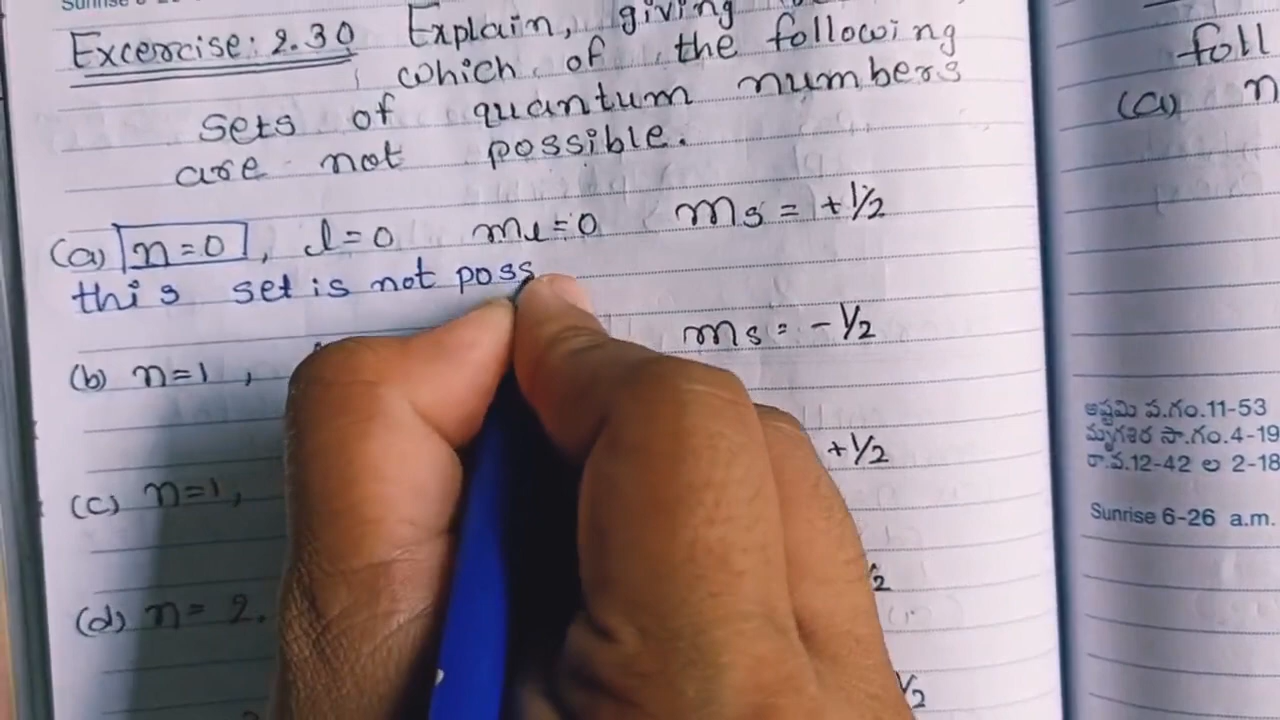 Excercise: 2.30 Explain, giving
which of the following
sets of quantum numbers
are not possible.
(a) n=0, l=0 ml=0 ms = +1/2
this set is not poss
(b) n=1, ms = -1/2
(c) n=1, +1/2
(d) n= 2.
foll
(a) n
అష్టమి ప.గం.11-53
మృగశిర సా.గం.4-19
రా.వ.12-42 ల 2-18
Sunrise 6-26 a.m.